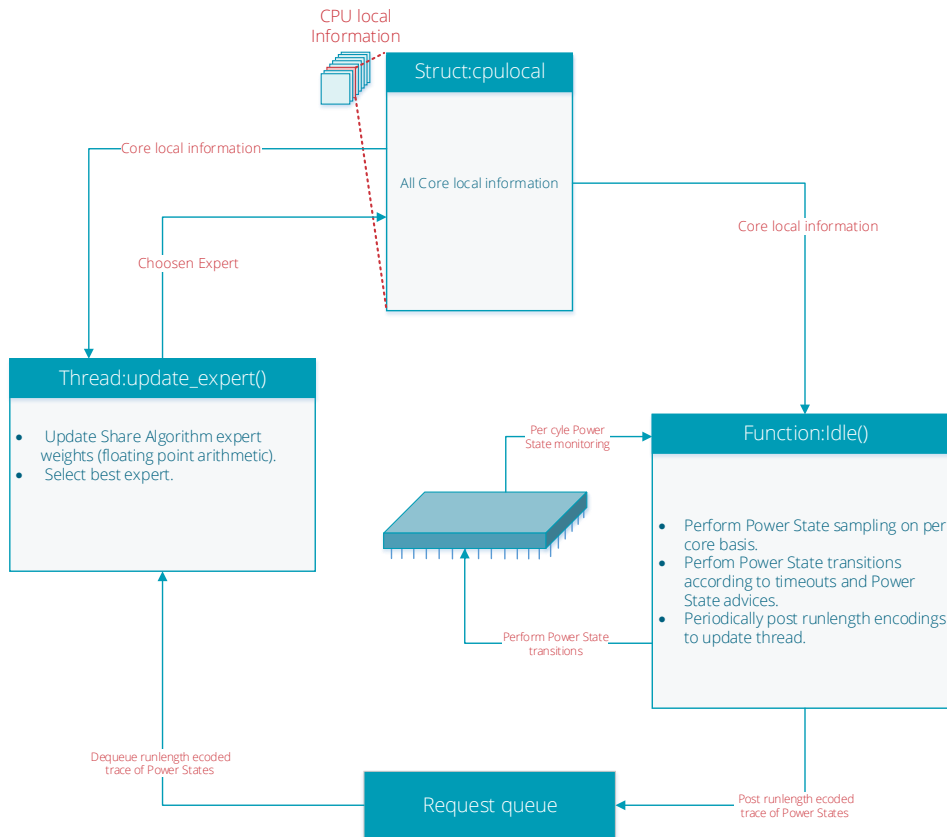 CPU local
Information
Struct:cpulocal
Core local information
All Core local information
Core local information
Choosen Expert
Thread:update_expert()
• Update Share Algorithm expert
weights (floating point arithmetic).
• Select best expert.
Per cyle Power
State monitoring
Function:Idle()
• Perform Power State sampling on per
core basis.
• Perfom Power State transitions
according to timeouts and Power
State advices.
• Periodically post runlength encodings
to update thread.
Perform Power State
transitions
Dequeue runlength ecoded
trace of Power States
Request queue
Post runlength ecoded
trace of Power States